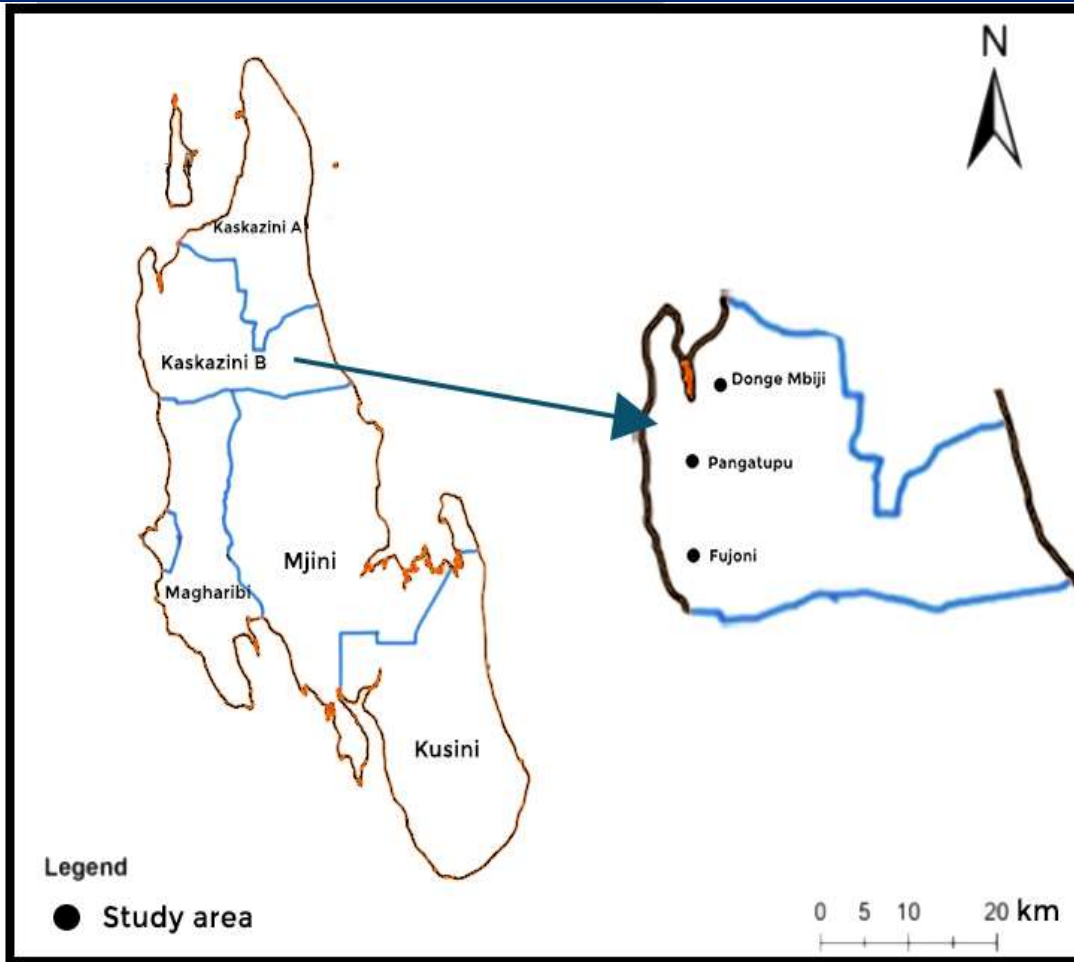 N
Kaskazini A
Kaskazini B
Donge Mbiji
Pangatupu
Fujoni
Mjini
Magharibi
Kusini
Legend
Study area
0 5 10 20 km